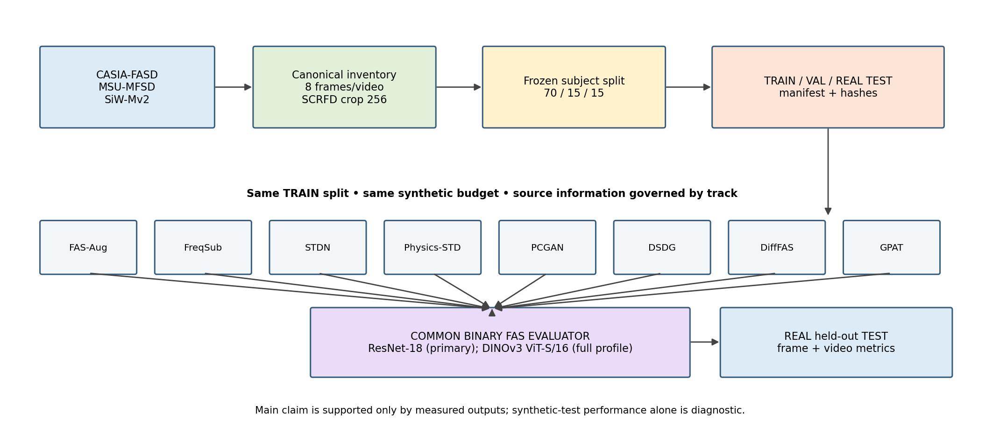 CASIA-FASD
MSU-MFSD
SiW-Mv2
Canonical inventory
8 frames/video
SCRFD crop 256
Frozen subject split
70 / 15 / 15
TRAIN / VAL / REAL TEST
manifest + hashes
Same TRAIN split • same synthetic budget • source information governed by track
FAS-Aug
FreqSub
STDN
Physics-STD
PCGAN
DSDG
DiffFAS
GPAT
COMMON BINARY FAS EVALUATOR
ResNet-18 (primary); DINOv3 ViT-S/16 (full profile)
REAL held-out TEST
frame + video metrics
Main claim is supported only by measured outputs; synthetic-test performance alone is diagnostic.